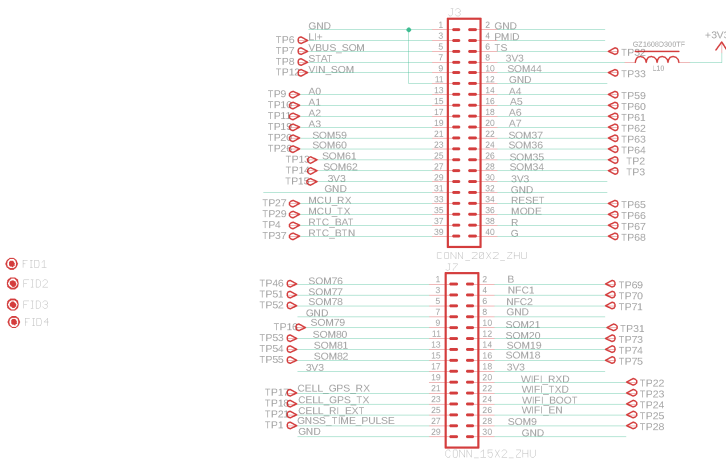 J3
GND 1 2 GND
TP6 LI+ 3 4 PMID
TP7 VBUS_SOM 5 6 TS TP32
TP8 STAT 7 8 3V3 GZ1608D300TF L10 +3V3
TP12 VIN_SOM 9 10 SOM44 TP33
11 12 GND
TP9 A0 13 14 A4 TP59
TP10 A1 15 16 A5 TP60
TP11 A2 17 18 A6 TP61
TP19 A3 19 20 A7 TP62
SOM59 21 22 SOM37 TP63
SOM60 23 24 SOM36 TP64
TP13 SOM61 25 26 SOM35 TP2
TP14 SOM62 27 28 SOM34 TP3
3V3 29 30 3V3
GND 31 32 GND
TP27 MCU_RX 33 34 RESET TP65
TP29 MCU_TX 35 36 MODE TP66
TP4 RTC_BAT 37 38 R TP67
TP37 RTC_BTN 39 40 G TP68
CONN_20X2_ZHU
FID1
FID2
FID3
FID4
J7
TP46 SOM76 1 2 B TP69
TP51 SOM77 3 4 NFC1 TP70
TP52 SOM78 5 6 NFC2 TP71
GND 7 8 GND
TP16 SOM79 9 10 SOM21 TP31
TP53 SOM80 11 12 SOM20 TP73
TP54 SOM81 13 14 SOM19 TP74
TP55 SOM82 15 16 SOM18 TP75
3V3 17 18 3V3
19 20 WIFI_RXD TP22
TP17 CELL_GPS_RX 21 22 WIFI_TXD TP23
TP18 CELL_GPS_TX 23 24 WIFI_BOOT TP24
CELL_RI_EXT 25 26 WIFI_EN TP25
TP1 GNSS_TIME_PULSE 27 28 SOM9 TP28
GND 29 30 GND
CONN_15X2_ZHU